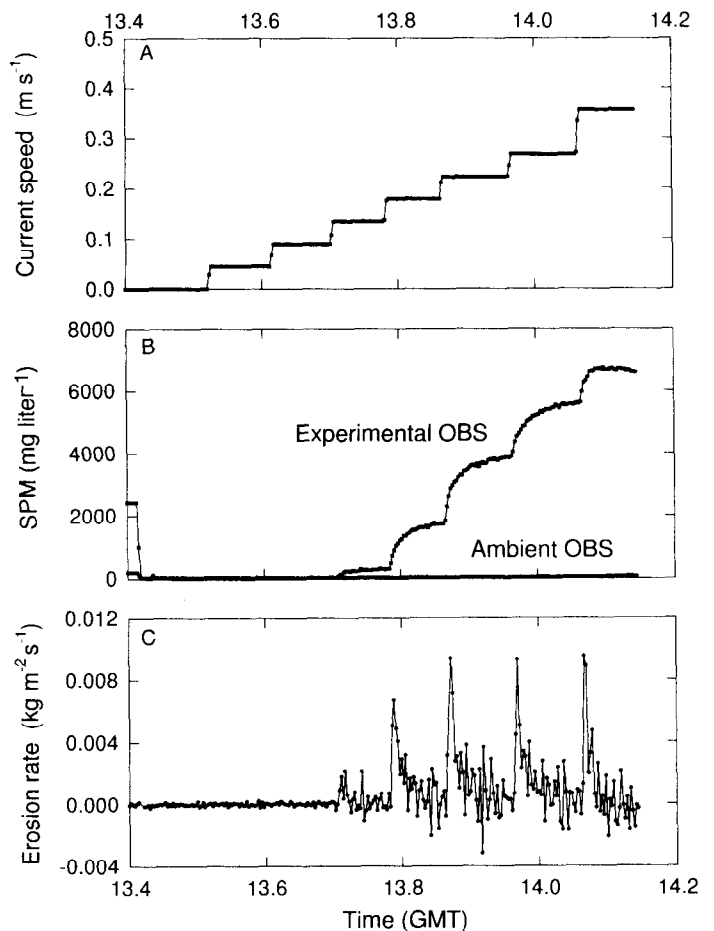 13.4 13.6 13.8 14.0 14.2
A
0.5
0.4
0.3
0.2
0.1
0.0
Current speed (m s⁻¹)
B
8000
6000
4000
2000
0
SPM (mg liter⁻¹)
Experimental OBS
Ambient OBS
C
0.012
0.008
0.004
0.000
-0.004
Erosion rate (kg m⁻² s⁻¹)
13.4 13.6 13.8 14.0 14.2
Time (GMT)